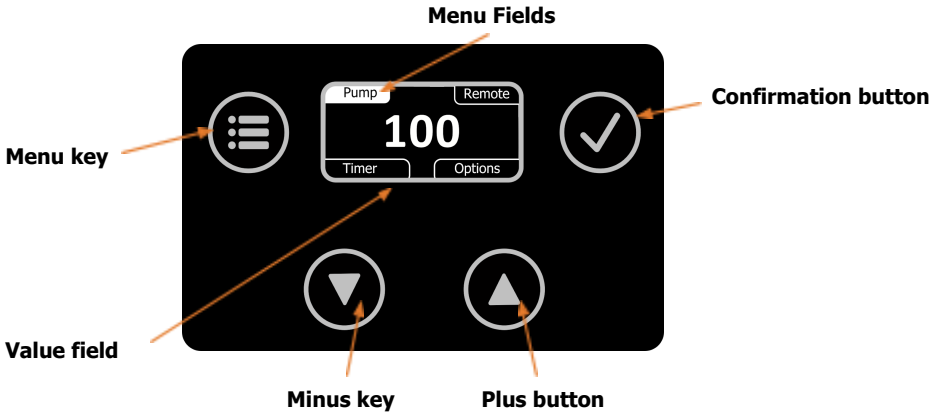 Menu Fields
Pump
Remote
Confirmation button
100
Menu key
Timer
Options
Value field
Minus key
Plus button